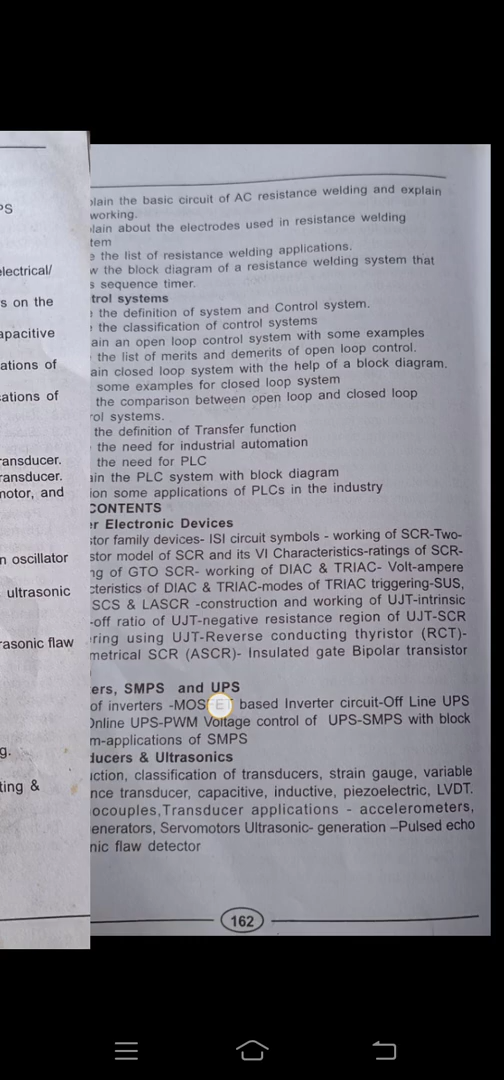 PS
electrical/
s on the
apacitive
ations of
cations of
ransducer.
ransducer.
motor, and
n oscillator
ultrasonic
rasonic flaw
g.
ting &
plain the basic circuit of AC resistance welding and explain
working.
plain about the electrodes used in resistance welding
tem
e the list of resistance welding applications.
w the block diagram of a resistance welding system that
s sequence timer.
trol systems
the definition of system and Control system.
the classification of control systems
ain an open loop control system with some examples
the list of merits and demerits of open loop control.
ain closed loop system with the help of a block diagram.
some examples for closed loop system
the comparison between open loop and closed loop
rol systems.
the definition of Transfer function
the need for industrial automation
the need for PLC
ain the PLC system with block diagram
ion some applications of PLCs in the industry
CONTENTS
er Electronic Devices
stor family devices- ISI circuit symbols - working of SCR-Two-
stor model of SCR and its VI Characteristics-ratings of SCR-
ng of GTO SCR- working of DIAC & TRIAC- Volt-ampere
cteristics of DIAC & TRIAC-modes of TRIAC triggering-SUS,
SCS & LASCR -construction and working of UJT-intrinsic
-off ratio of UJT-negative resistance region of UJT-SCR
ring using UJT-Reverse conducting thyristor (RCT)-
metrical SCR (ASCR)- Insulated gate Bipolar transistor
ers, SMPS and UPS
of inverters -MOSFET based Inverter circuit-Off Line UPS
Online UPS-PWM Voltage control of UPS-SMPS with block
m-applications of SMPS
ducers & Ultrasonics
uction, classification of transducers, strain gauge, variable
nce transducer, capacitive, inductive, piezoelectric, LVDT.
ocouples,Transducer applications - accelerometers,
enerators, Servomotors Ultrasonic- generation –Pulsed echo
nic flaw detector
162